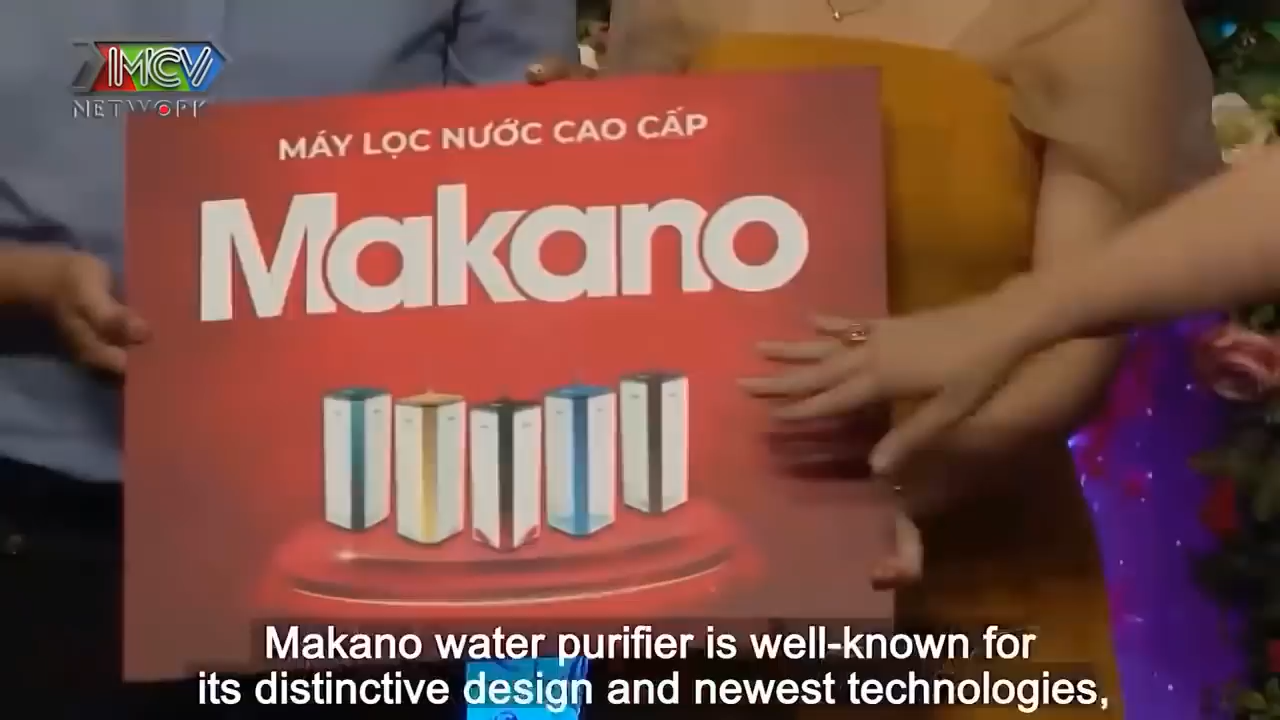 MCV
NETWORK
MÁY LỌC NƯỚC CAO CẤP
Makano
Makano water purifier is well-known for
its distinctive design and newest technologies,